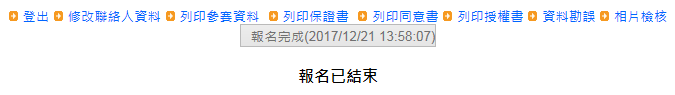 登出 修改聯絡人資料 列印參賽資料 列印保證書 列印同意書 列印授權書 資料勘誤 相片檢核
報名完成(2017/12/21 13:58:07)
報名已結束